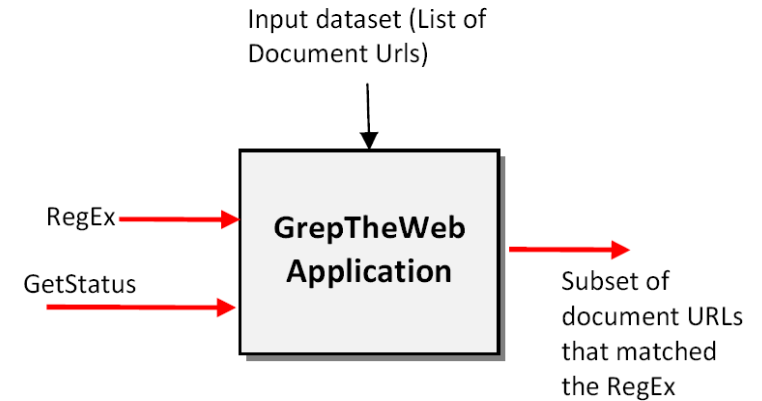 Input dataset (List of
Document Urls)
RegEx
GetStatus
GrepTheWeb
Application
Subset of
document URLs
that matched
the RegEx